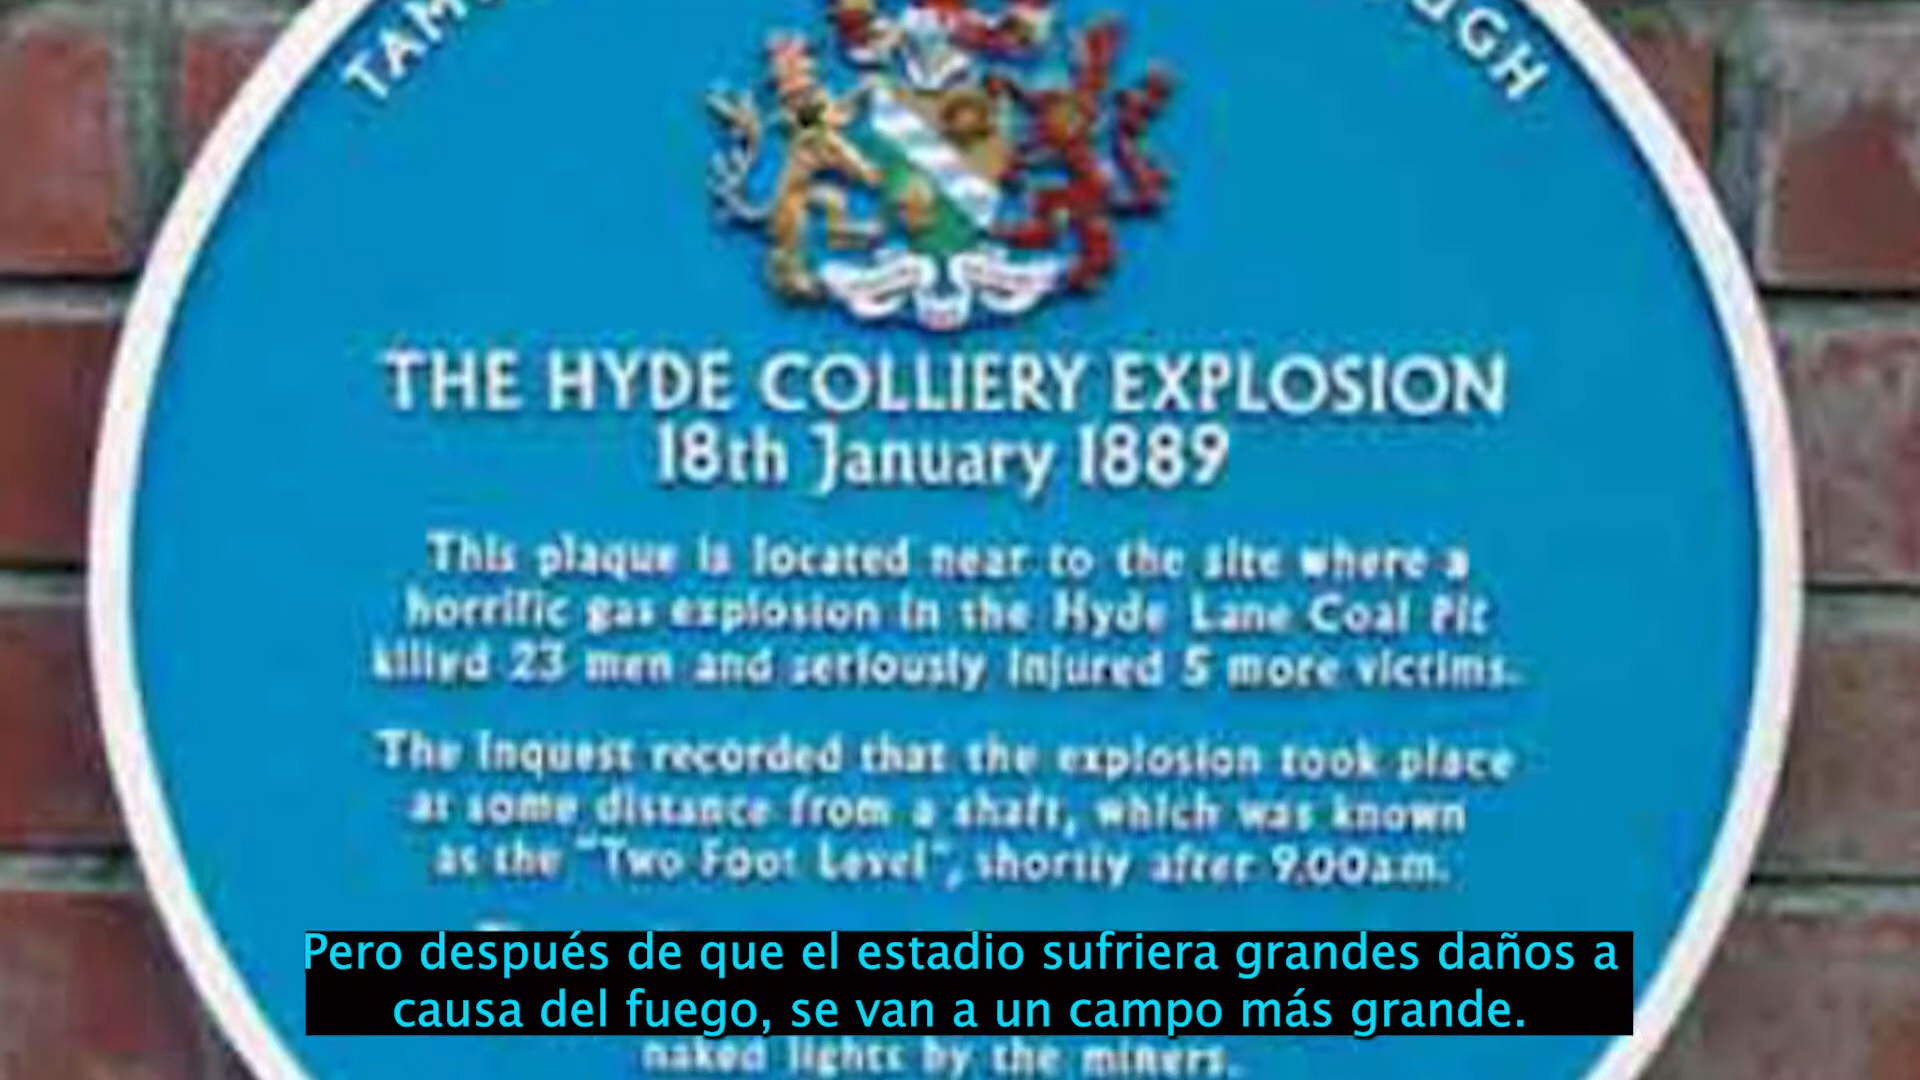 THE HYDE COLLIERY EXPLOSION
18th January 1889
This plaque is located near to the site where a
horrific gas explosion in the Hyde Lane Coal Pit
killed 23 men and seriously injured 5 more victims.
The Inquest recorded that the explosion took place
at some distance from a shaft, which was known
as the "Two Foot Level", shortly after 9.00am.
Pero después de que el estadio sufriera grandes daños a
causa del fuego, se van a un campo más grande.
naked lights by the miners.